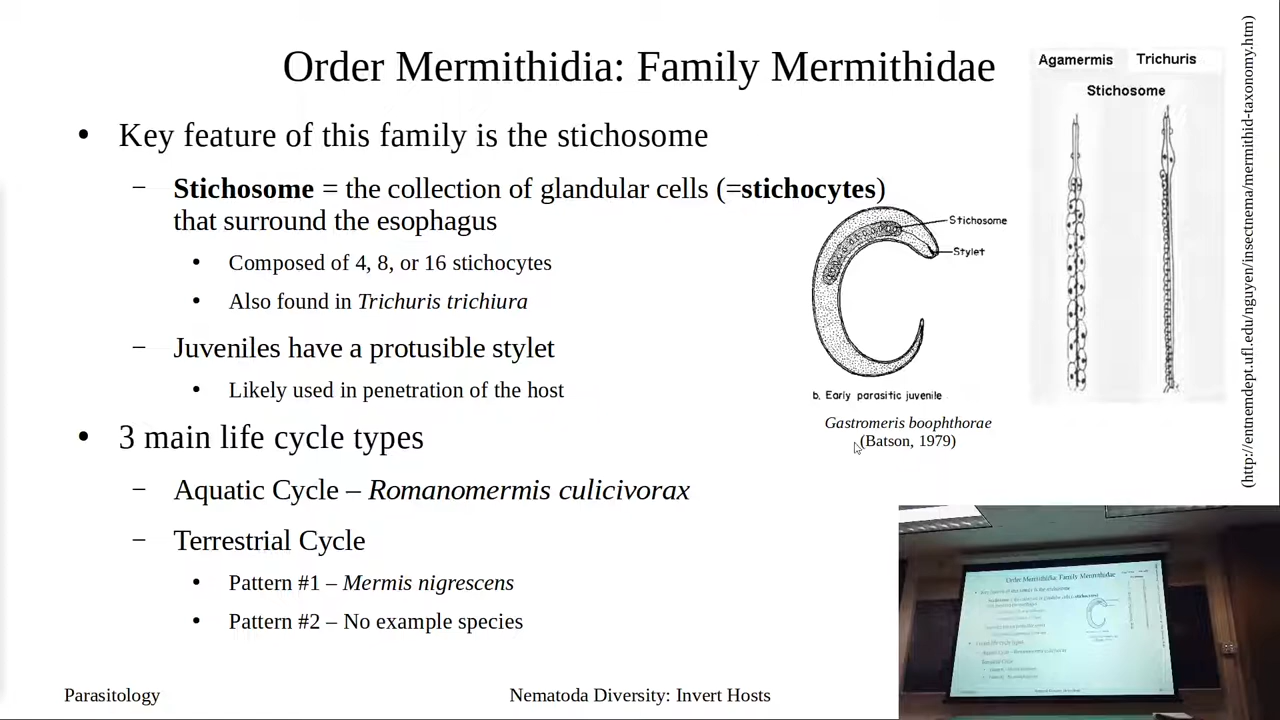 Order Mermithidia: Family Mermithidae
• Key feature of this family is the stichosome
– Stichosome = the collection of glandular cells (=stichocytes)
that surround the esophagus
• Composed of 4, 8, or 16 stichocytes
• Also found in Trichuris trichiura
– Juveniles have a protusible stylet
• Likely used in penetration of the host
• 3 main life cycle types
– Aquatic Cycle – Romanomermis culicivorax
– Terrestrial Cycle
• Pattern #1 – Mermis nigrescens
• Pattern #2 – No example species
Stichosome
Stylet
b. Early parasitic juvenile
Gastromeris boophthorae
(Batson, 1979)
Agamermis Trichuris
Stichosome
(http://entnemdept.ufl.edu/nguyen/insectnema/mermithid-taxonomy.htm)
Parasitology
Nematoda Diversity: Invert Hosts
Order Mermithidia: Family Mermithidae